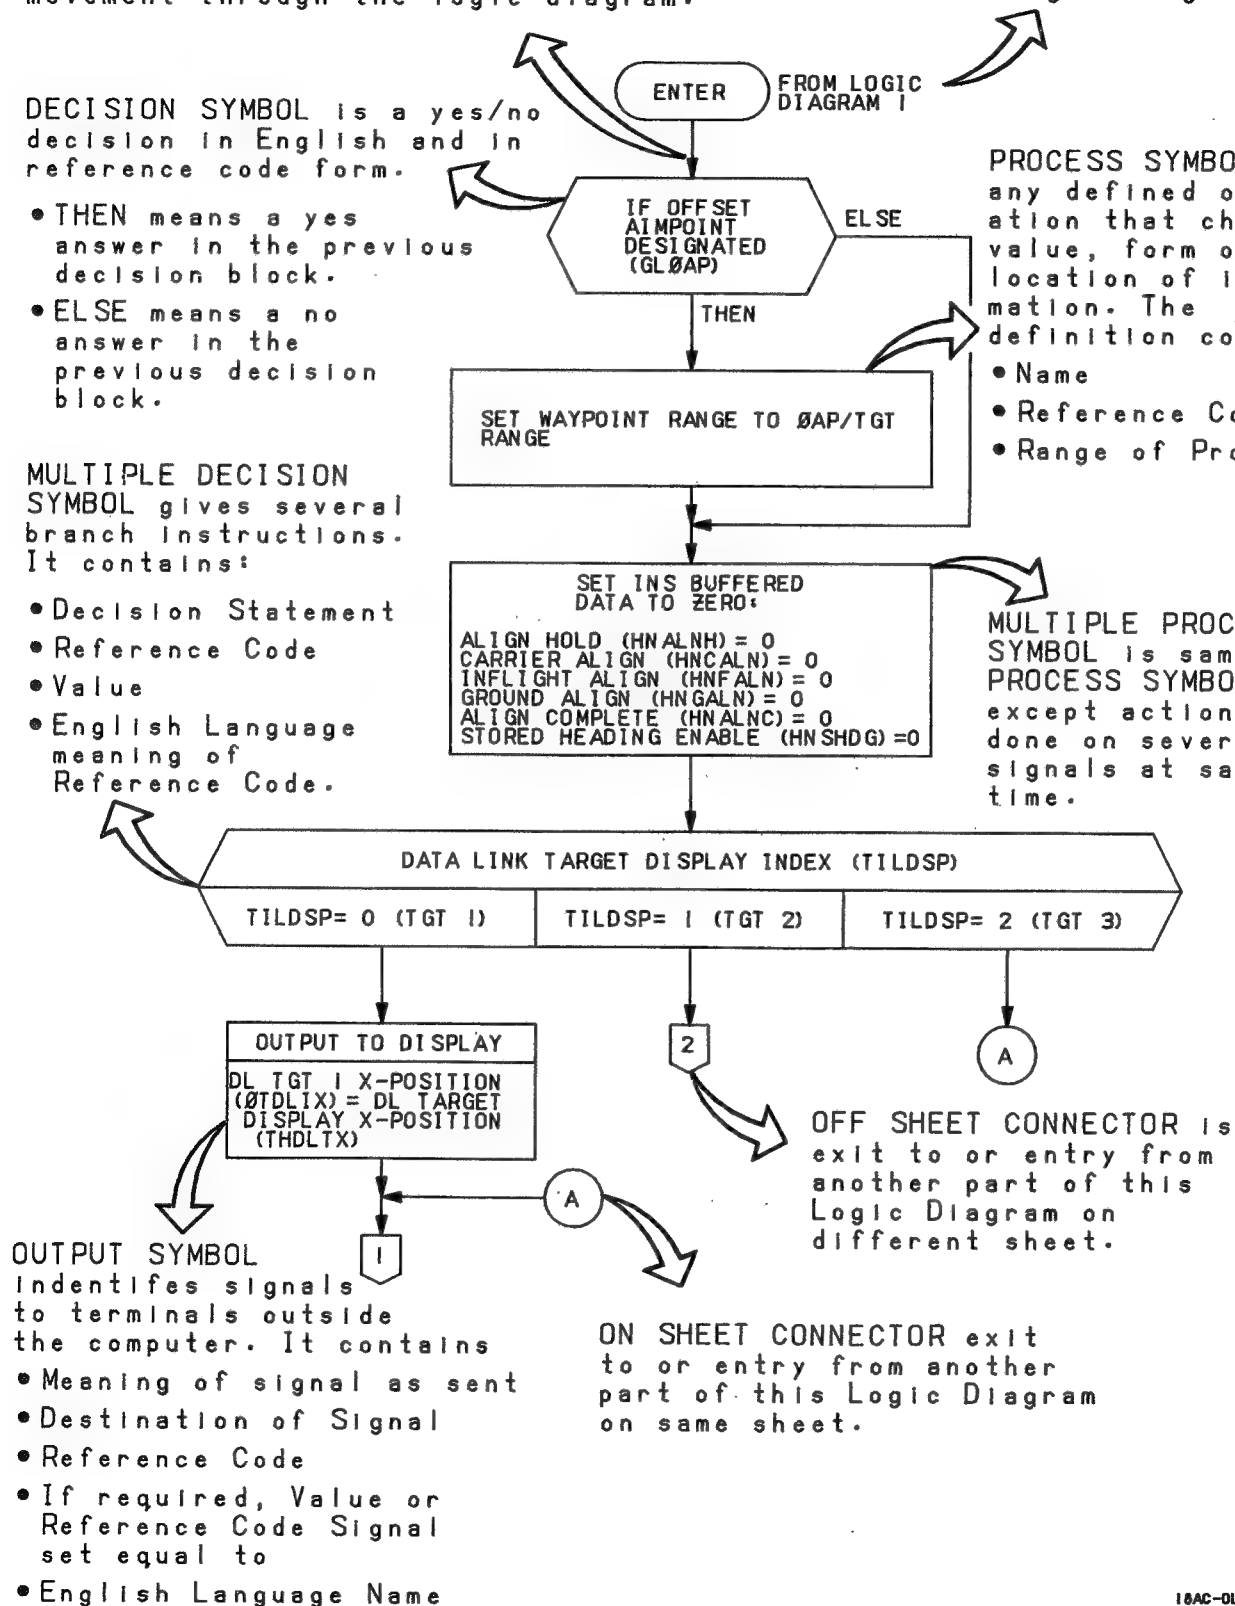 movement through the logic diagram.
ENTER
FROM LOGIC
DIAGRAM 1
DECISION SYMBOL is a yes/no
decision in English and in
reference code form.
• THEN means a yes
answer in the previous
decision block.
• ELSE means a no
answer in the
previous decision
block.
IF OFFSET
AIMPOINT
DESIGNATED
(GLØAP)
ELSE
THEN
PROCESS SYMBO
any defined o
ation that ch
value, form o
location of i
mation. The
definition co
• Name
• Reference Co
• Range of Pro
SET WAYPOINT RANGE TO ØAP/TGT
RANGE
MULTIPLE DECISION
SYMBOL gives several
branch instructions.
It contains:
• Decision Statement
• Reference Code
• Value
• English Language
meaning of
Reference Code.
SET INS BUFFERED
DATA TO ZERO:
ALIGN HOLD (HNALNH) = 0
CARRIER ALIGN (HNCALN) = 0
INFLIGHT ALIGN (HNFALN) = 0
GROUND ALIGN (HNGALN) = 0
ALIGN COMPLETE (HNALNC) = 0
STORED HEADING ENABLE (HNSHDG) =0
MULTIPLE PROC
SYMBOL is sam
PROCESS SYMBO
except action
done on sever
signals at sa
time.
DATA LINK TARGET DISPLAY INDEX (TILDSP)
TILDSP= 0 (TGT 1)
TILDSP= 1 (TGT 2)
TILDSP= 2 (TGT 3)
OUTPUT TO DISPLAY
DL TGT 1 X-POSITION
(ØTDL1X) = DL TARGET
DISPLAY X-POSITION
(THDLTX)
2
A
OFF SHEET CONNECTOR is
exit to or entry from
another part of this
Logic Diagram on
different sheet.
A
1
OUTPUT SYMBOL
indentifes signals
to terminals outside
the computer. It contains
• Meaning of signal as sent
• Destination of Signal
• Reference Code
• If required, Value or
Reference Code Signal
set equal to
• English Language Name
ON SHEET CONNECTOR exit
to or entry from another
part of this Logic Diagram
on same sheet.